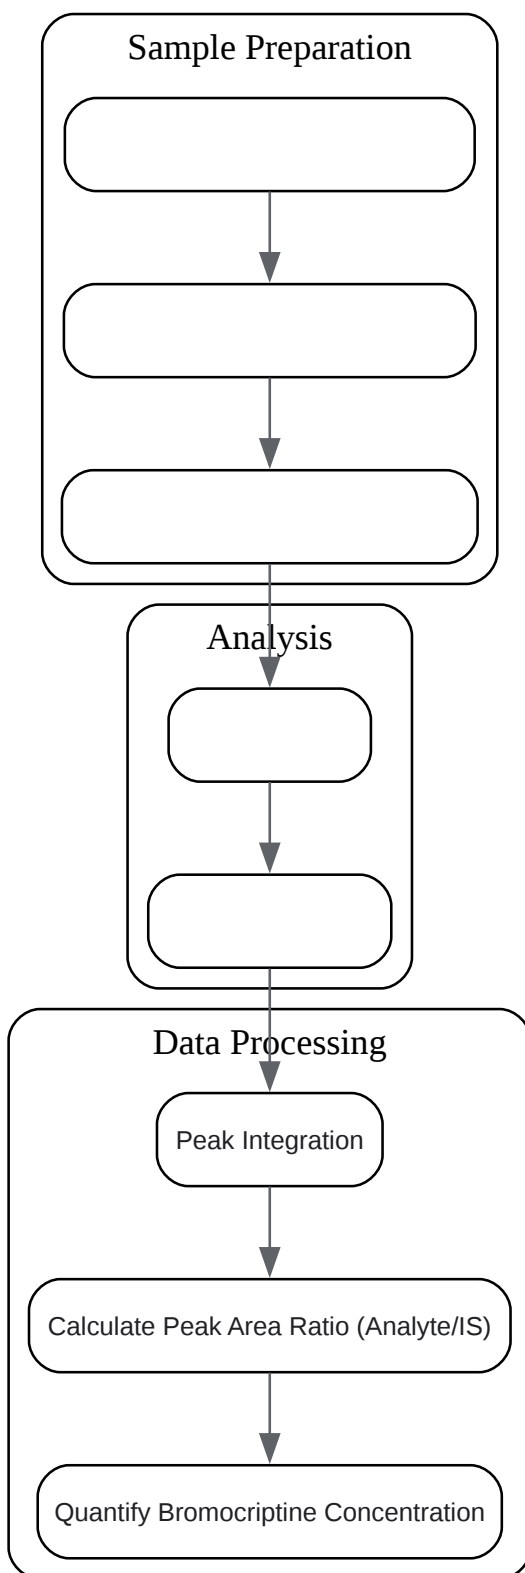 Sample Preparation
Analysis
Data Processing
Peak Integration
Calculate Peak Area Ratio (Analyte/IS)
Quantify Bromocriptine Concentration